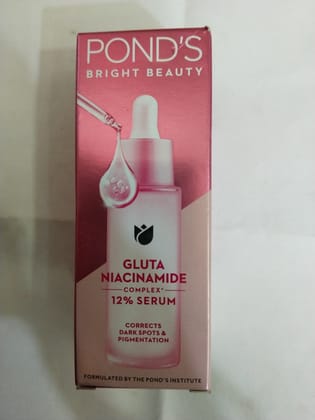 POND'S
BRIGHT BEAUTY
GLUTA
NIACINAMIDE
COMPLEX*
12% SERUM
CORRECTS
DARK SPOTS &
PIGMENTATION
FORMULATED BY THE POND'S INSTITUTE